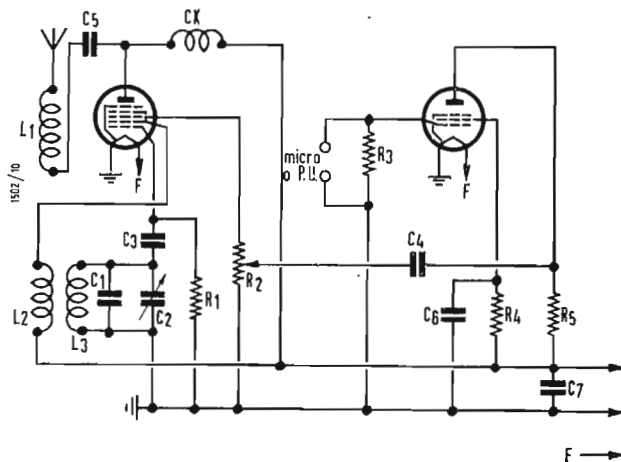 C5
CX
L1
1502/10
F
micro
o P.U.
R3
F
C3
C4
L2
L3
C1
C2
R1
R2
C6
R4
R5
C7
F